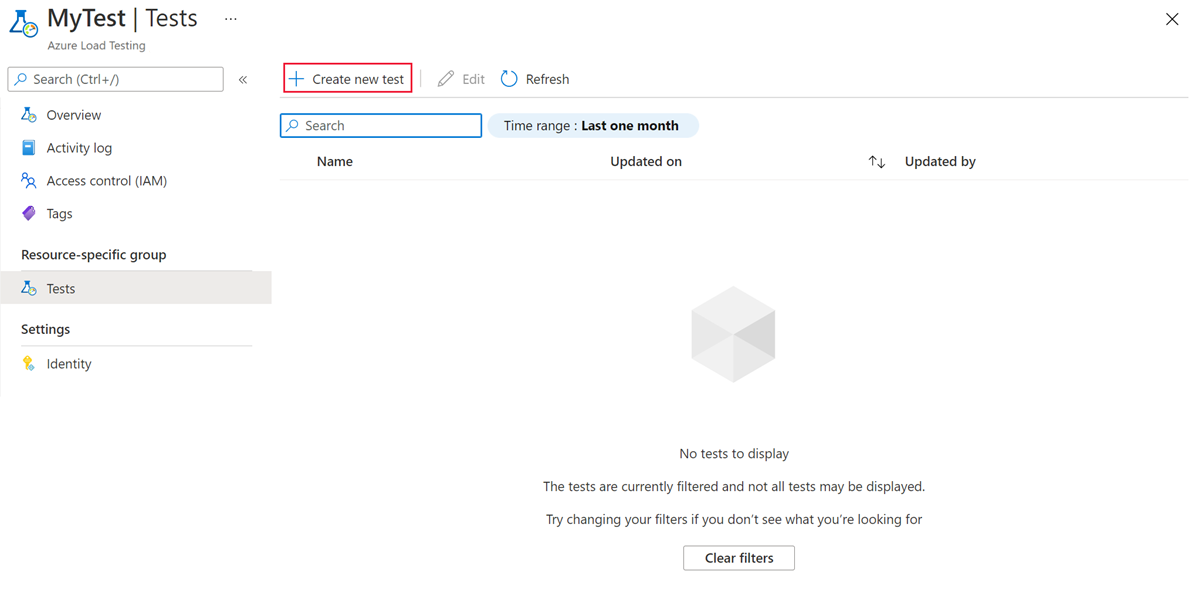 MyTest | Tests ...
Azure Load Testing
Search (Ctrl+/) «
Overview
Activity log
Access control (IAM)
Tags
Resource-specific group
Tests
Settings
Identity
Create new test Edit Refresh
Search Time range : Last one month
Name Updated on Updated by
No tests to display
The tests are currently filtered and not all tests may be displayed.
Try changing your filters if you don't see what you're looking for
Clear filters